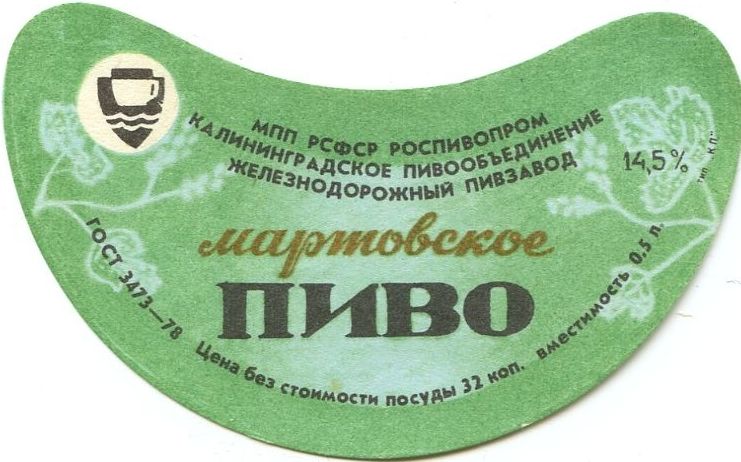 МПП РСФСР РОСПИВОПРОМ
КАЛИНИНГРАДСКОЕ ПИВООБЪЕДИНЕНИЕ
ЖЕЛЕЗНОДОРОЖНЫЙ ПИВЗАВОД
14,5%
тип. "К.П."
мартовское
ПИВО
ГОСТ 3473—78
Цена без стоимости посуды 32 коп.
вместимость 0.5 л.